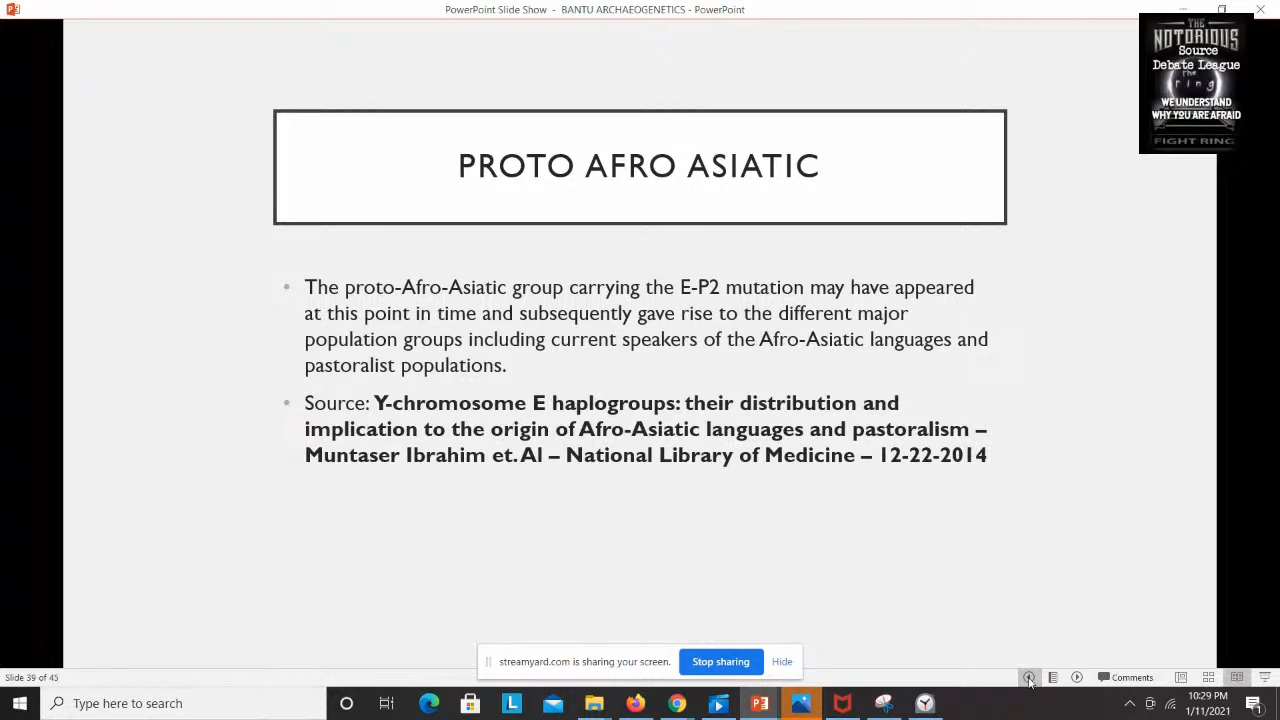 PowerPoint Slide Show - BANTU ARCHAEOGENETICS - PowerPoint
THE
NOTORIOUS
Source
Debate League
the
ring
WE UNDERSTAND
WHY YOU ARE AFRAID
FIGHT RING
PROTO AFRO ASIATIC
• The proto-Afro-Asiatic group carrying the E-P2 mutation may have appeared
at this point in time and subsequently gave rise to the different major
population groups including current speakers of the Afro-Asiatic languages and
pastoralist populations.
• Source: Y-chromosome E haplogroups: their distribution and
implication to the origin of Afro-Asiatic languages and pastoralism –
Muntaser Ibrahim et. Al – National Library of Medicine – 12-22-2014
streamyard.com is sharing your screen. Stop sharing Hide
Slide 39 of 45 Comments
Type here to search
10:29 PM
1/11/2021
1